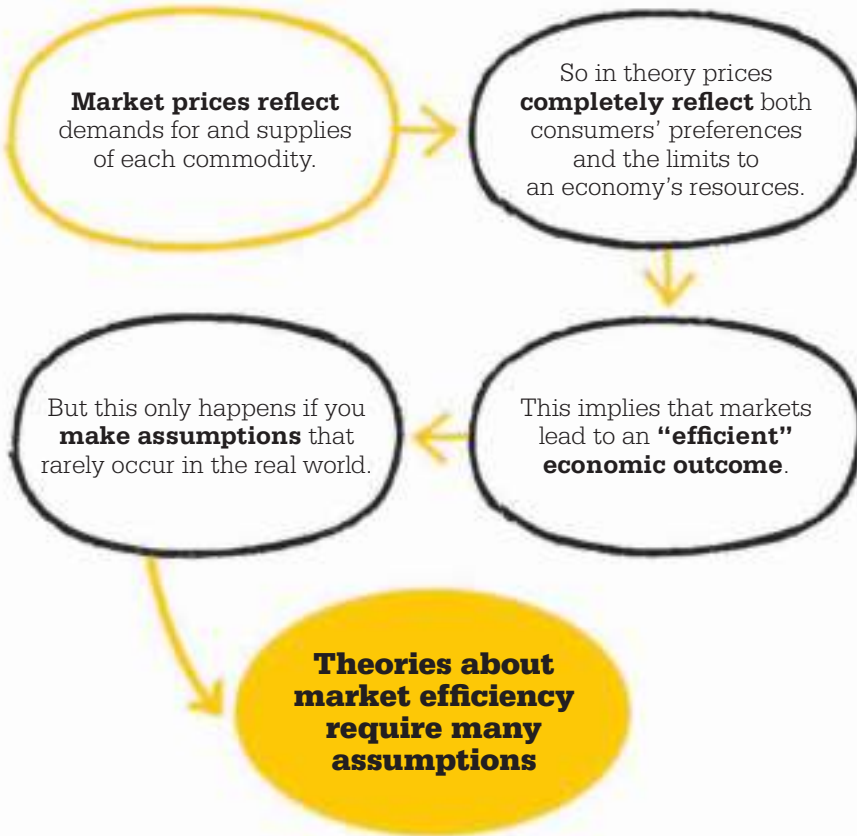 Market prices reflect
demands for and supplies
of each commodity.
So in theory prices
completely reflect both
consumers’ preferences
and the limits to
an economy’s resources.
This implies that markets
lead to an “efficient”
economic outcome.
But this only happens if you
make assumptions that
rarely occur in the real world.
Theories about
market efficiency
require many
assumptions